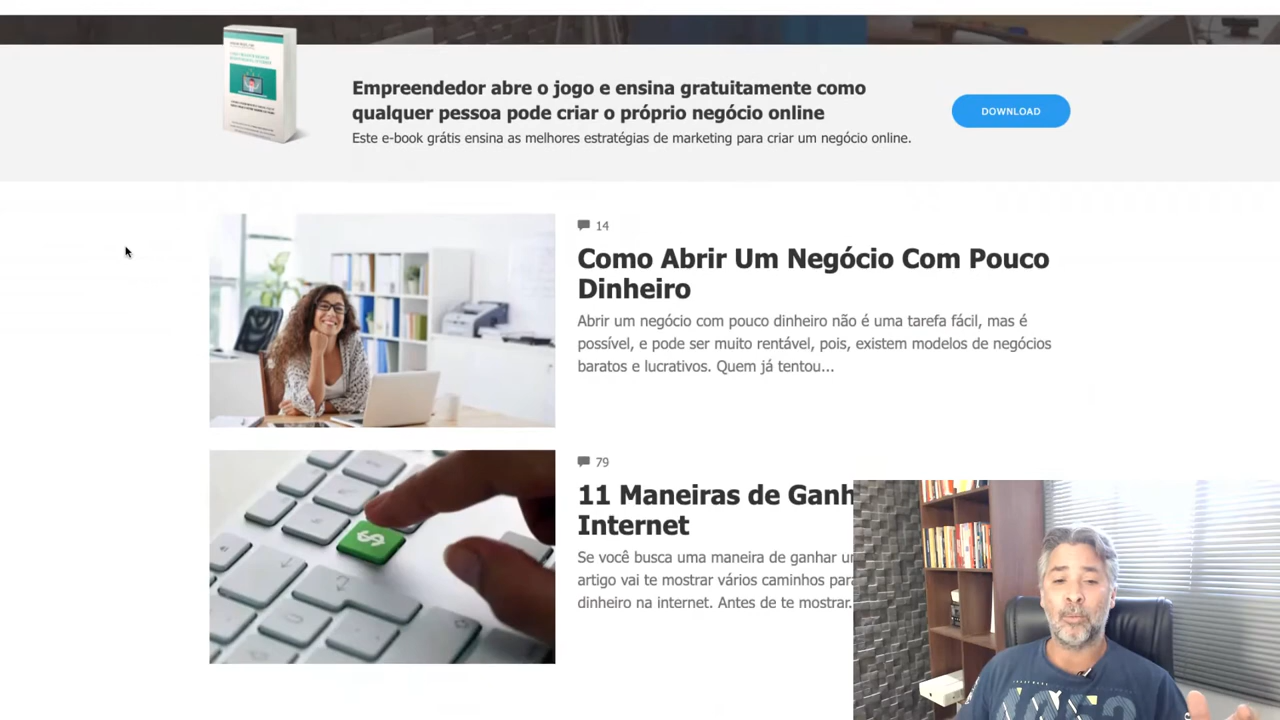 Empreendedor abre o jogo e ensina gratuitamente como
qualquer pessoa pode criar o próprio negócio online
DOWNLOAD
Este e-book grátis ensina as melhores estratégias de marketing para criar um negócio online.
14
Como Abrir Um Negócio Com Pouco
Dinheiro
Abrir um negócio com pouco dinheiro não é uma tarefa fácil, mas é
possível, e pode ser muito rentável, pois, existem modelos de negócios
baratos e lucrativos. Quem já tentou...
79
11 Maneiras de Ganh
Internet
Se você busca uma maneira de ganhar
artigo vai te mostrar vários caminhos para
dinheiro na internet. Antes de te mostrar.
$